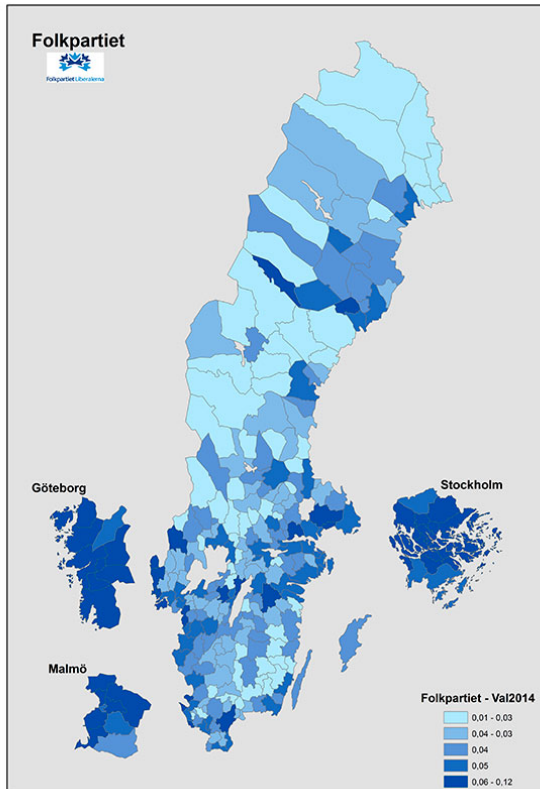 Folkpartiet
Folkpartiet Liberalerna
Göteborg
Stockholm
Malmö
Folkpartiet - Val2014
0,01 - 0,03
0,04 - 0,03
0,04
0,05
0,06 - 0,12